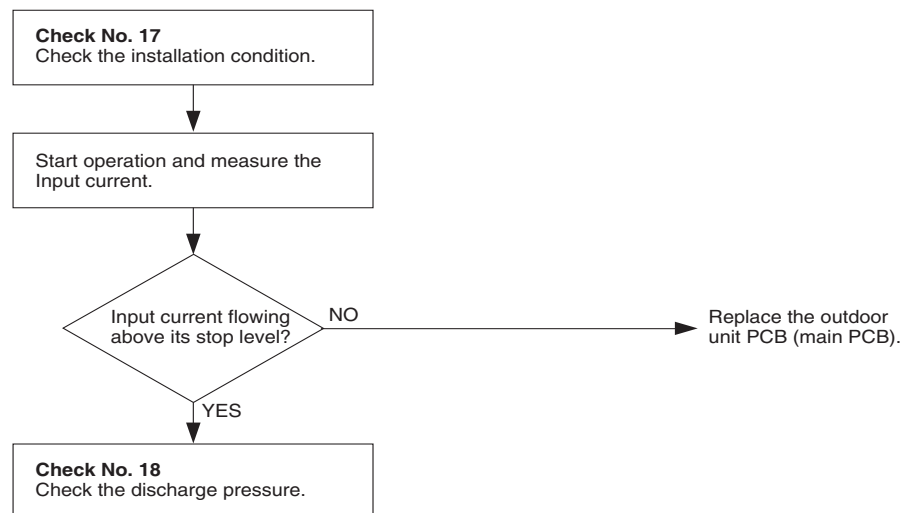 Check No. 17
Check the installation condition.
Start operation and measure the
Input current.
Input current flowing
above its stop level?
NO
Replace the outdoor
unit PCB (main PCB).
YES
Check No. 18
Check the discharge pressure.